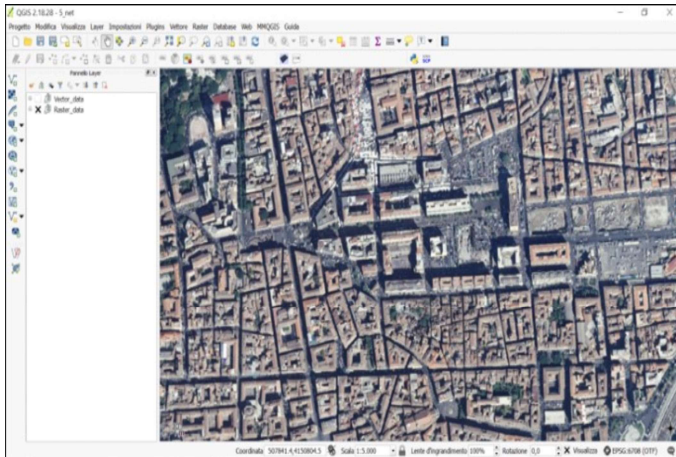 QGIS 2.18.28 - 5_net
Progetto Modifica Visualizza Layer Impostazioni Plugins Vettore Raster Database Web MMQGIS Guida
Pannello Layer
Vector_data
Raster_data
Coordinata 507841.4,4150804.5 Scala 1:5.000 Lente d'ingrandimento 100% Rotazione 0,0 Visualizza EPSG:6708 (OTF)